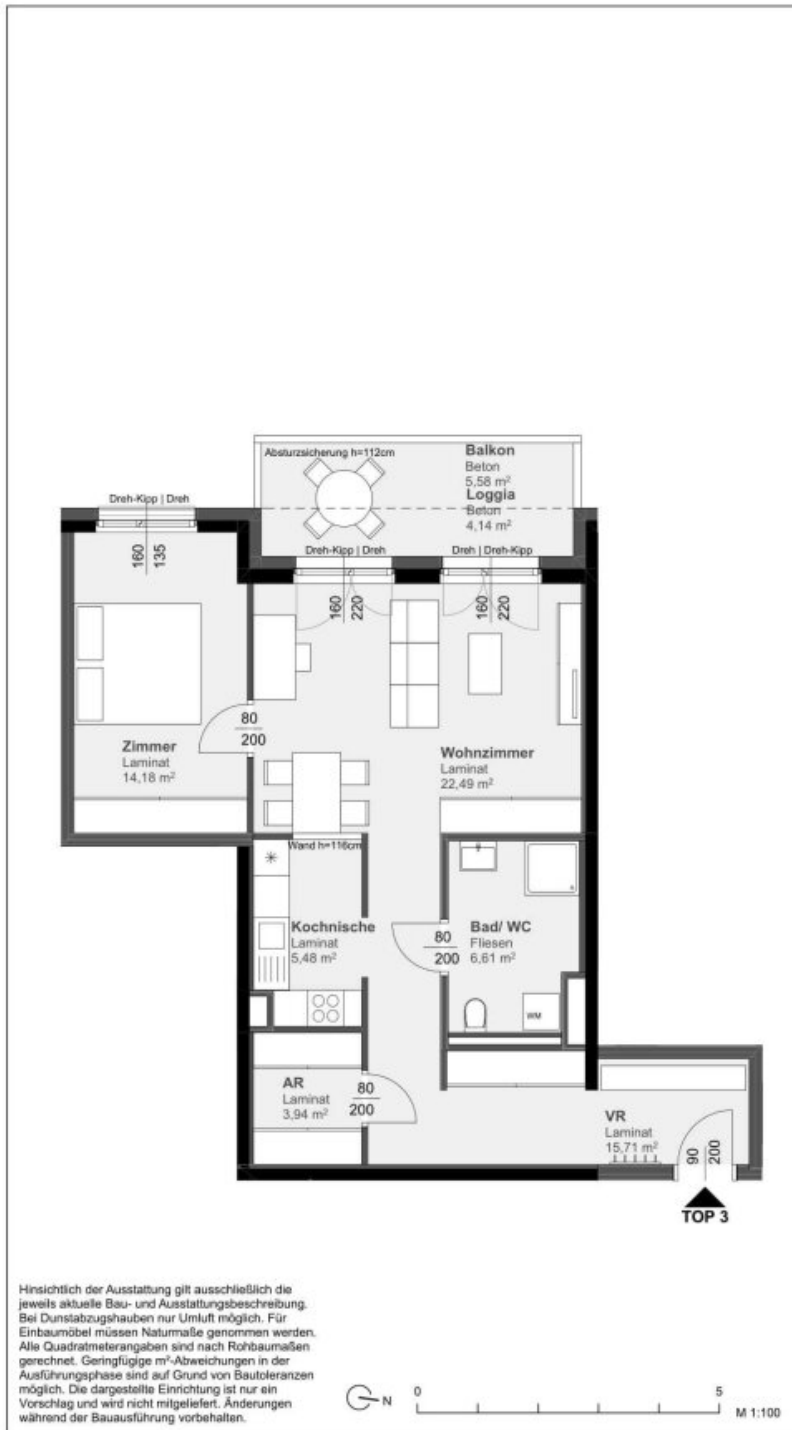 Absturzsicherung h=112cm
Balkon
Beton
5,58 m²
Loggia
Beton
4,14 m²
Dreh-Kipp | Dreh
Dreh-Kipp | Dreh
Dreh | Dreh-Kipp
160
135
160
220
160
220
80
200
Zimmer
Laminat
14,18 m²
Wohnzimmer
Laminat
22,49 m²
Wand h=116cm
Kochnische
Laminat
5,48 m²
80
200
Bad/ WC
Fliesen
6,61 m²
WM
AR
Laminat
3,94 m²
80
200
VR
Laminat
15,71 m²
90
200
TOP 3
Hinsichtlich der Ausstattung gilt ausschließlich die
jeweils aktuelle Bau- und Ausstattungsbeschreibung.
Bei Dunstabzugshauben nur Umluft möglich. Für
Einbaumöbel müssen Naturmaße genommen werden.
Alle Quadratmeterangaben sind nach Rohbaumaßen
gerechnet. Geringfügige m²-Abweichungen in der
Ausführungsphase sind auf Grund von Bautoleranzen
möglich. Die dargestellte Einrichtung ist nur ein
Vorschlag und wird nicht mitgeliefert. Änderungen
während der Bauausführung vorbehalten.
N
0
5
M 1:100